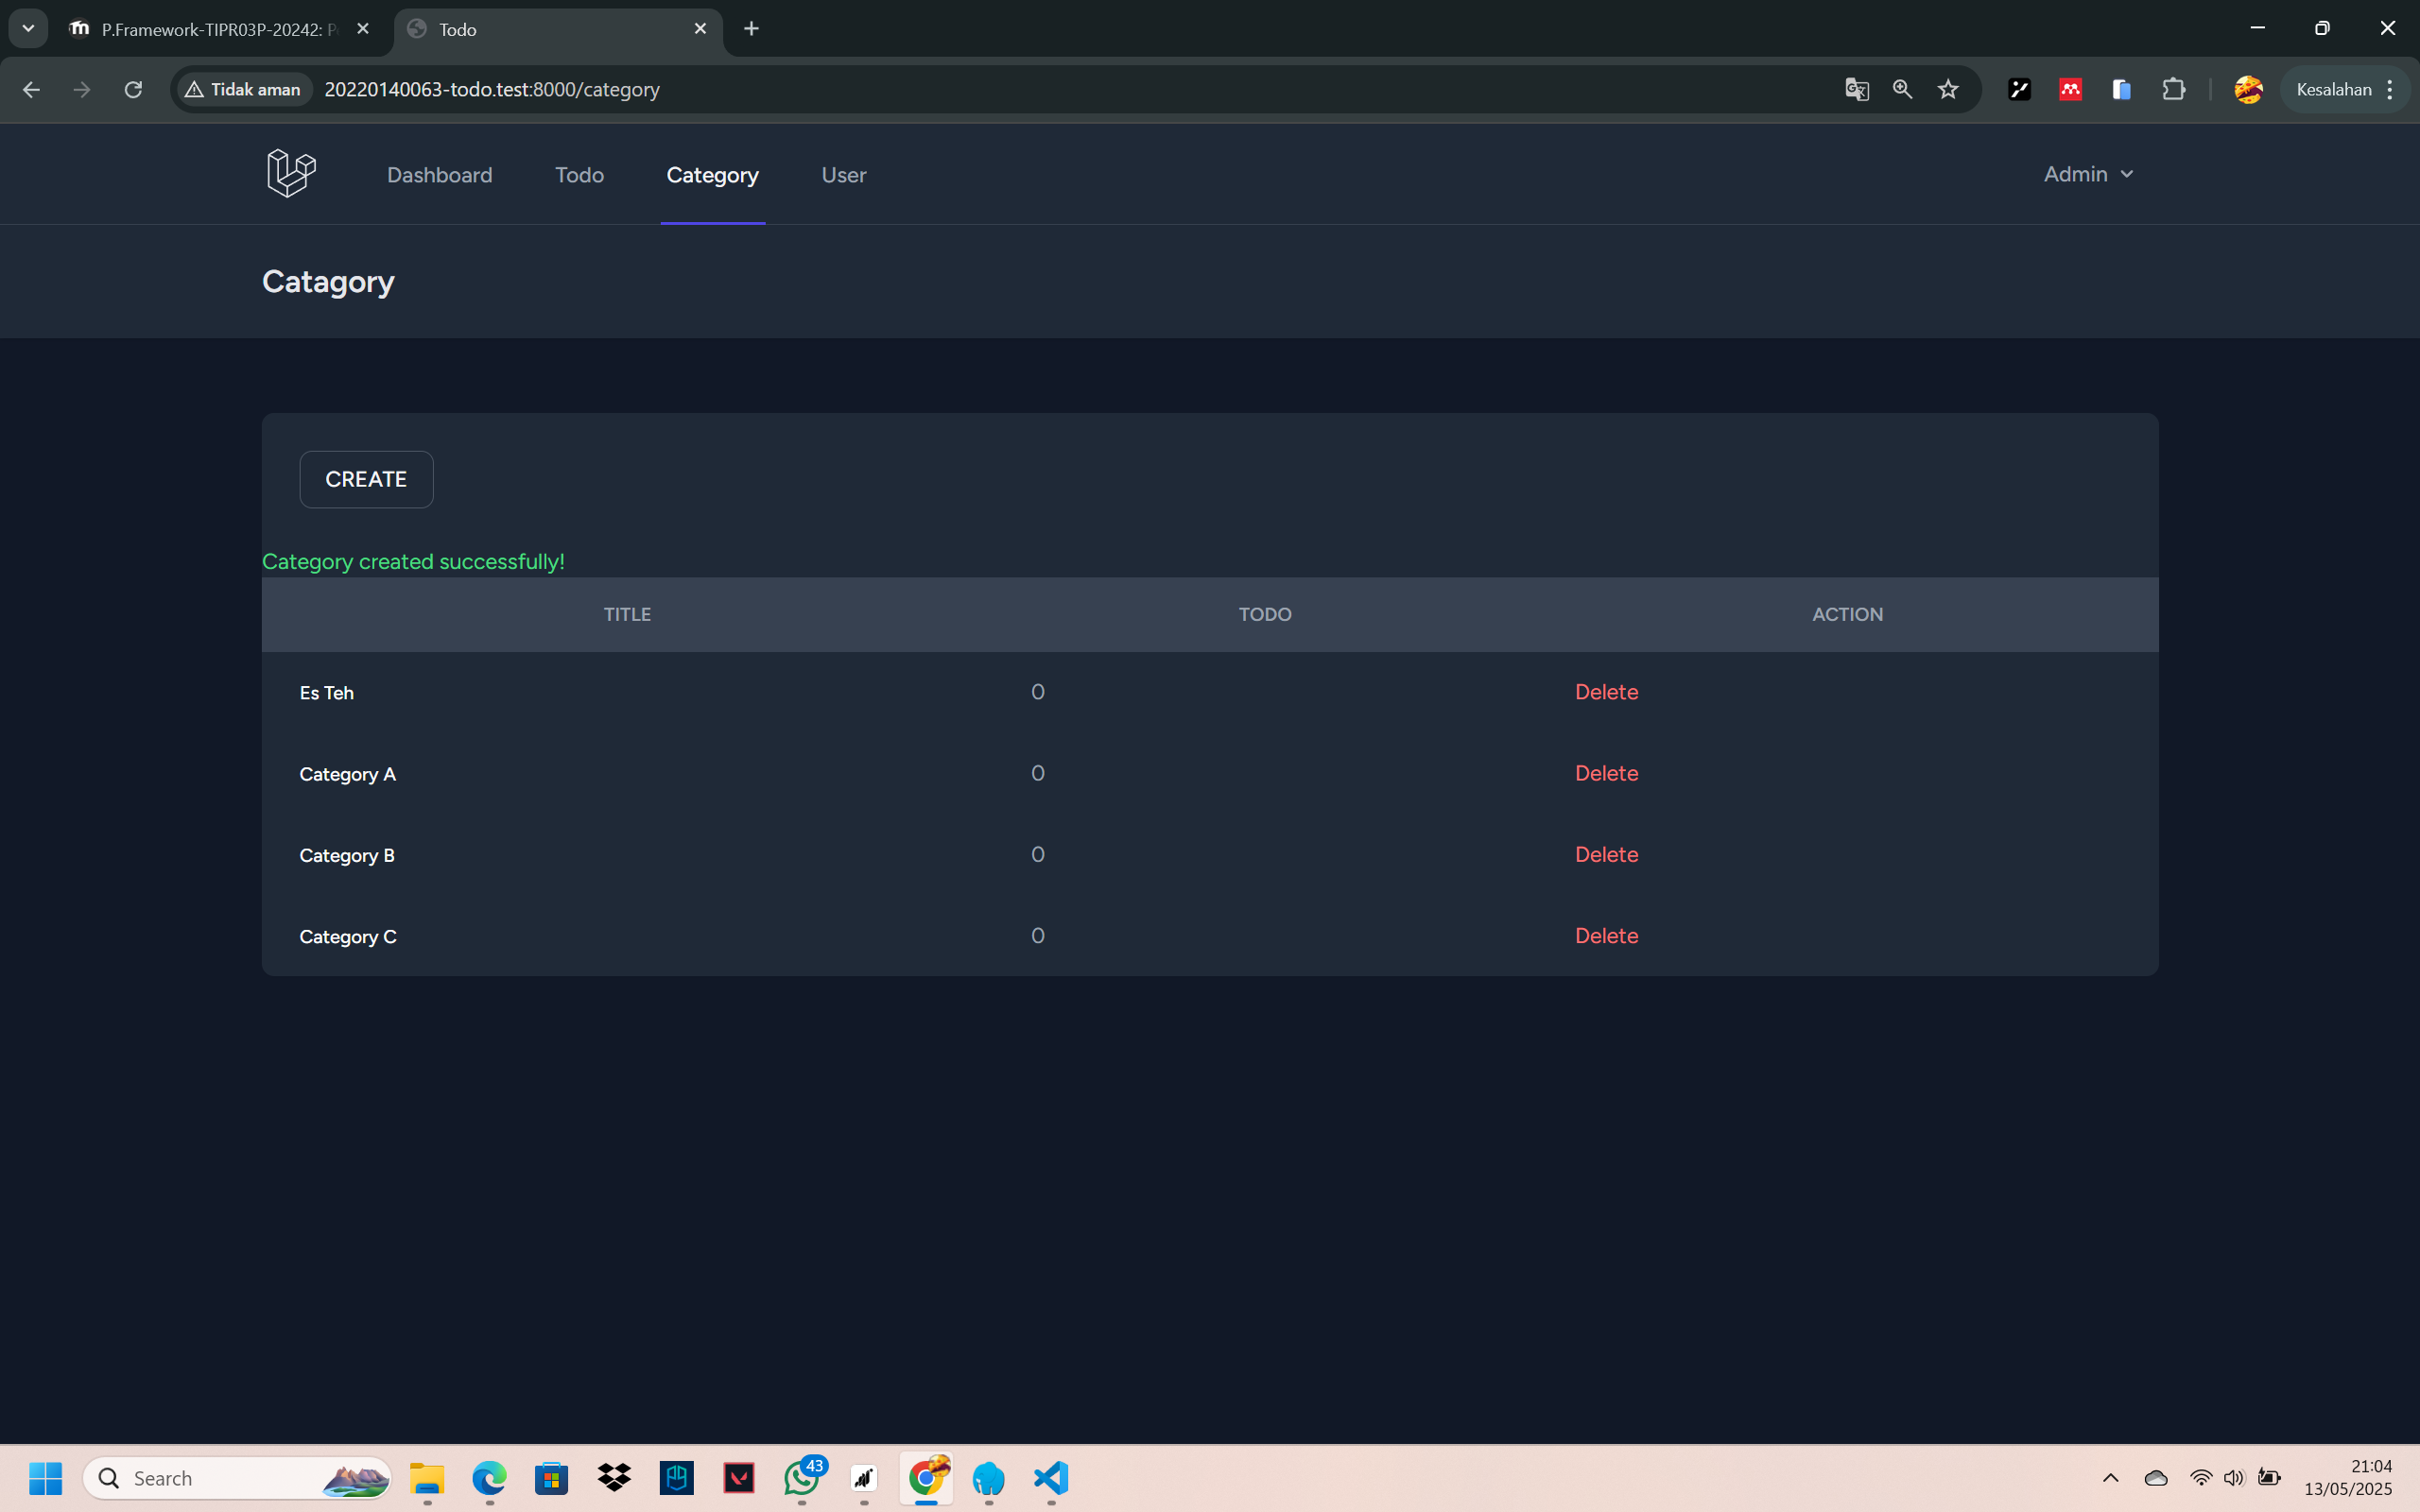 P.Framework-TIPR03P-20242: P
Todo
Tidak aman
20220140063-todo.test:8000/category
Kesalahan
Dashboard
Todo
Category
User
Admin
Catagory
CREATE
Category created successfully!
TITLE
TODO
ACTION
Es Teh
0
Delete
Category A
0
Delete
Category B
0
Delete
Category C
0
Delete
Search
43
21:04
13/05/2025